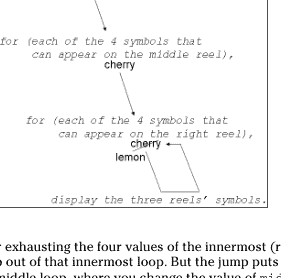 for (each of the 4 symbols that
can appear on the middle reel),
cherry
for (each of the 4 symbols that
can appear on the right reel),
cherry
lemon
display the three reels' symbols.
exhausting the four values of the innermost (r
out of that innermost loop. But the jump puts
middle loop, where you change the value of mid